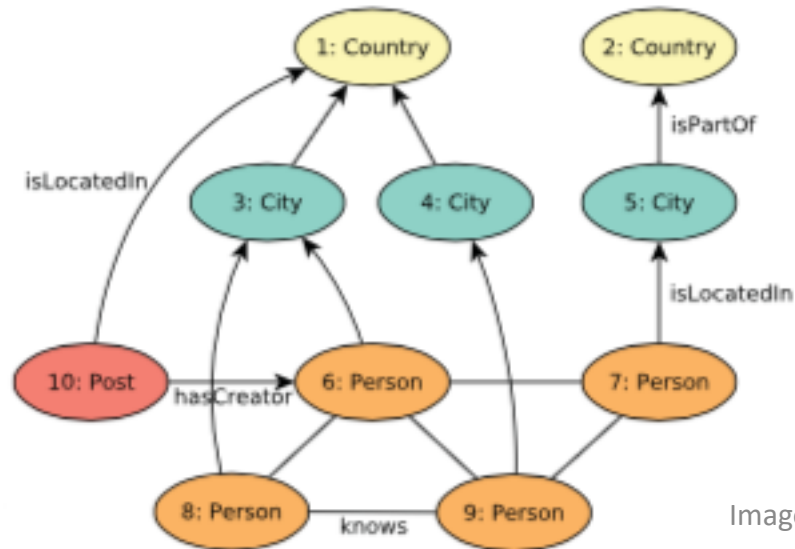 1: Country
2: Country
isPartOf
isLocatedIn
3: City
4: City
5: City
isLocatedIn
10: Post
hasCreator
6: Person
7: Person
8: Person
knows
9: Person
Image